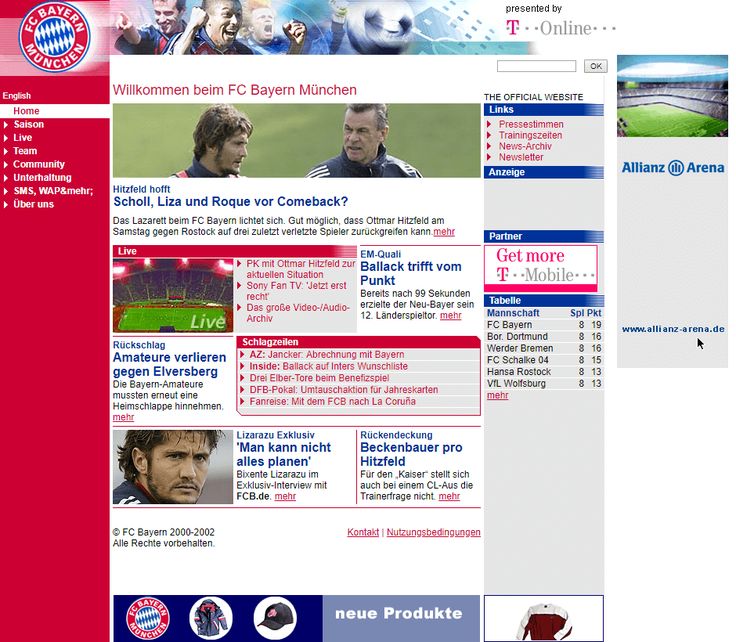 FC BAYERN
MÜNCHEN
presented by
T · · · Online · · ·
OK
English
Home
Saison
Live
Team
Community
Unterhaltung
SMS, WAP&mehr;
Über uns
Willkommen beim FC Bayern München
Hitzfeld hofft
Scholl, Liza und Roque vor Comeback?
Das Lazarett beim FC Bayern lichtet sich. Gut möglich, dass Ottmar Hitzfeld am
Samstag gegen Rostock auf drei zuletzt verletzte Spieler zurückgreifen kann.mehr
Live
PK mit Ottmar Hitzfeld zur
aktuellen Situation
Sony Fan TV: 'Jetzt erst
recht'
Das große Video-/Audio-
Archiv
Live
EM-Quali
Ballack trifft vom
Punkt
Bereits nach 99 Sekunden
erzielte der Neu-Bayer sein
12. Länderspieltor. mehr
Rückschlag
Amateure verlieren
gegen Elversberg
Die Bayern-Amateure
mussten erneut eine
Heimschlappe hinnehmen.
mehr
Schlagzeilen
AZ: Jancker: Abrechnung mit Bayern
Inside: Ballack auf Inters Wunschliste
Drei Elber-Tore beim Benefizspiel
DFB-Pokal: Umtauschaktion für Jahreskarten
Fanreise: Mit dem FCB nach La Coruña
Lizarazu Exklusiv
'Man kann nicht
alles planen'
Bixente Lizarazu im
Exklusiv-Interview mit
FCB.de. mehr
Rückendeckung
Beckenbauer pro
Hitzfeld
Für den „Kaiser" stellt sich
auch bei einem CL-Aus die
Trainerfrage nicht. mehr
© FC Bayern 2000-2002
Alle Rechte vorbehalten.
Kontakt | Nutzungsbedingungen
THE OFFICIAL WEBSITE
Links
Pressestimmen
Trainingszeiten
News-Archiv
Newsletter
Anzeige
Partner
Get more
T · · · Mobile · · ·
Tabelle
Mannschaft Spl Pkt
FC Bayern 8 19
Bor. Dortmund 8 16
Werder Bremen 8 16
FC Schalke 04 8 15
Hansa Rostock 8 13
VfL Wolfsburg 8 13
mehr
Allianz Arena
www.allianz-arena.de
FC BAYERN
MÜNCHEN
neue Produkte